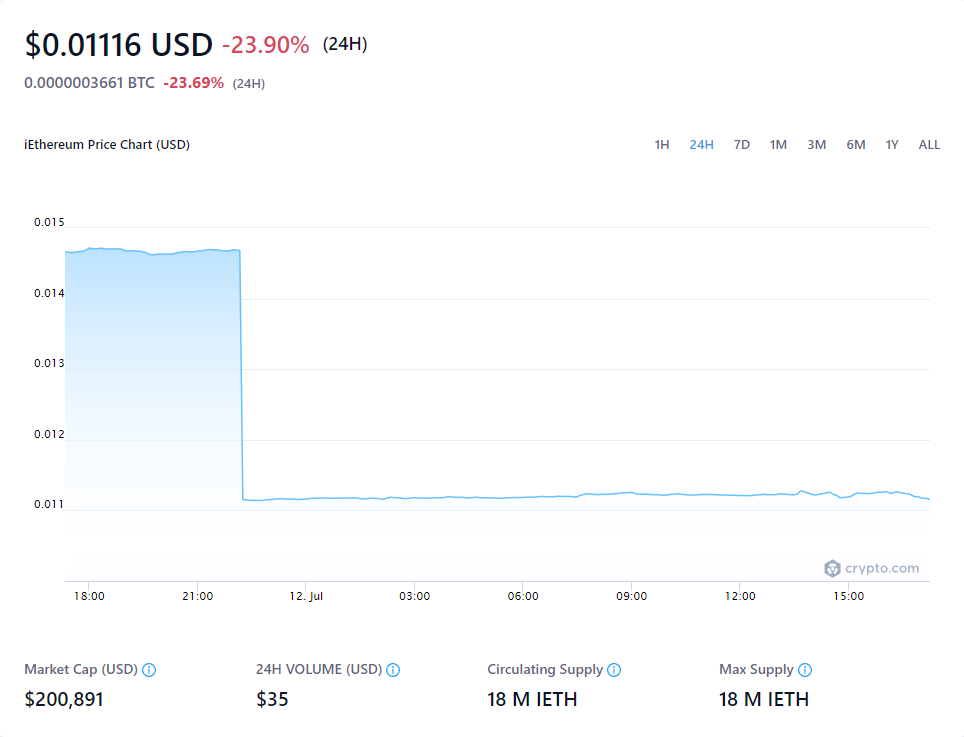 $0.01116 USD -23.90% (24H)
0.0000003661 BTC -23.69% (24H)
iEthereum Price Chart (USD) 1H 24H 7D 1M 3M 6M 1Y ALL
0.015
0.014
0.013
0.012
0.011
crypto.com
18:00 21:00 12. Jul 03:00 06:00 09:00 12:00 15:00
Market Cap (USD) 24H VOLUME (USD) Circulating Supply Max Supply
$200,891 $35 18 M IETH 18 M IETH